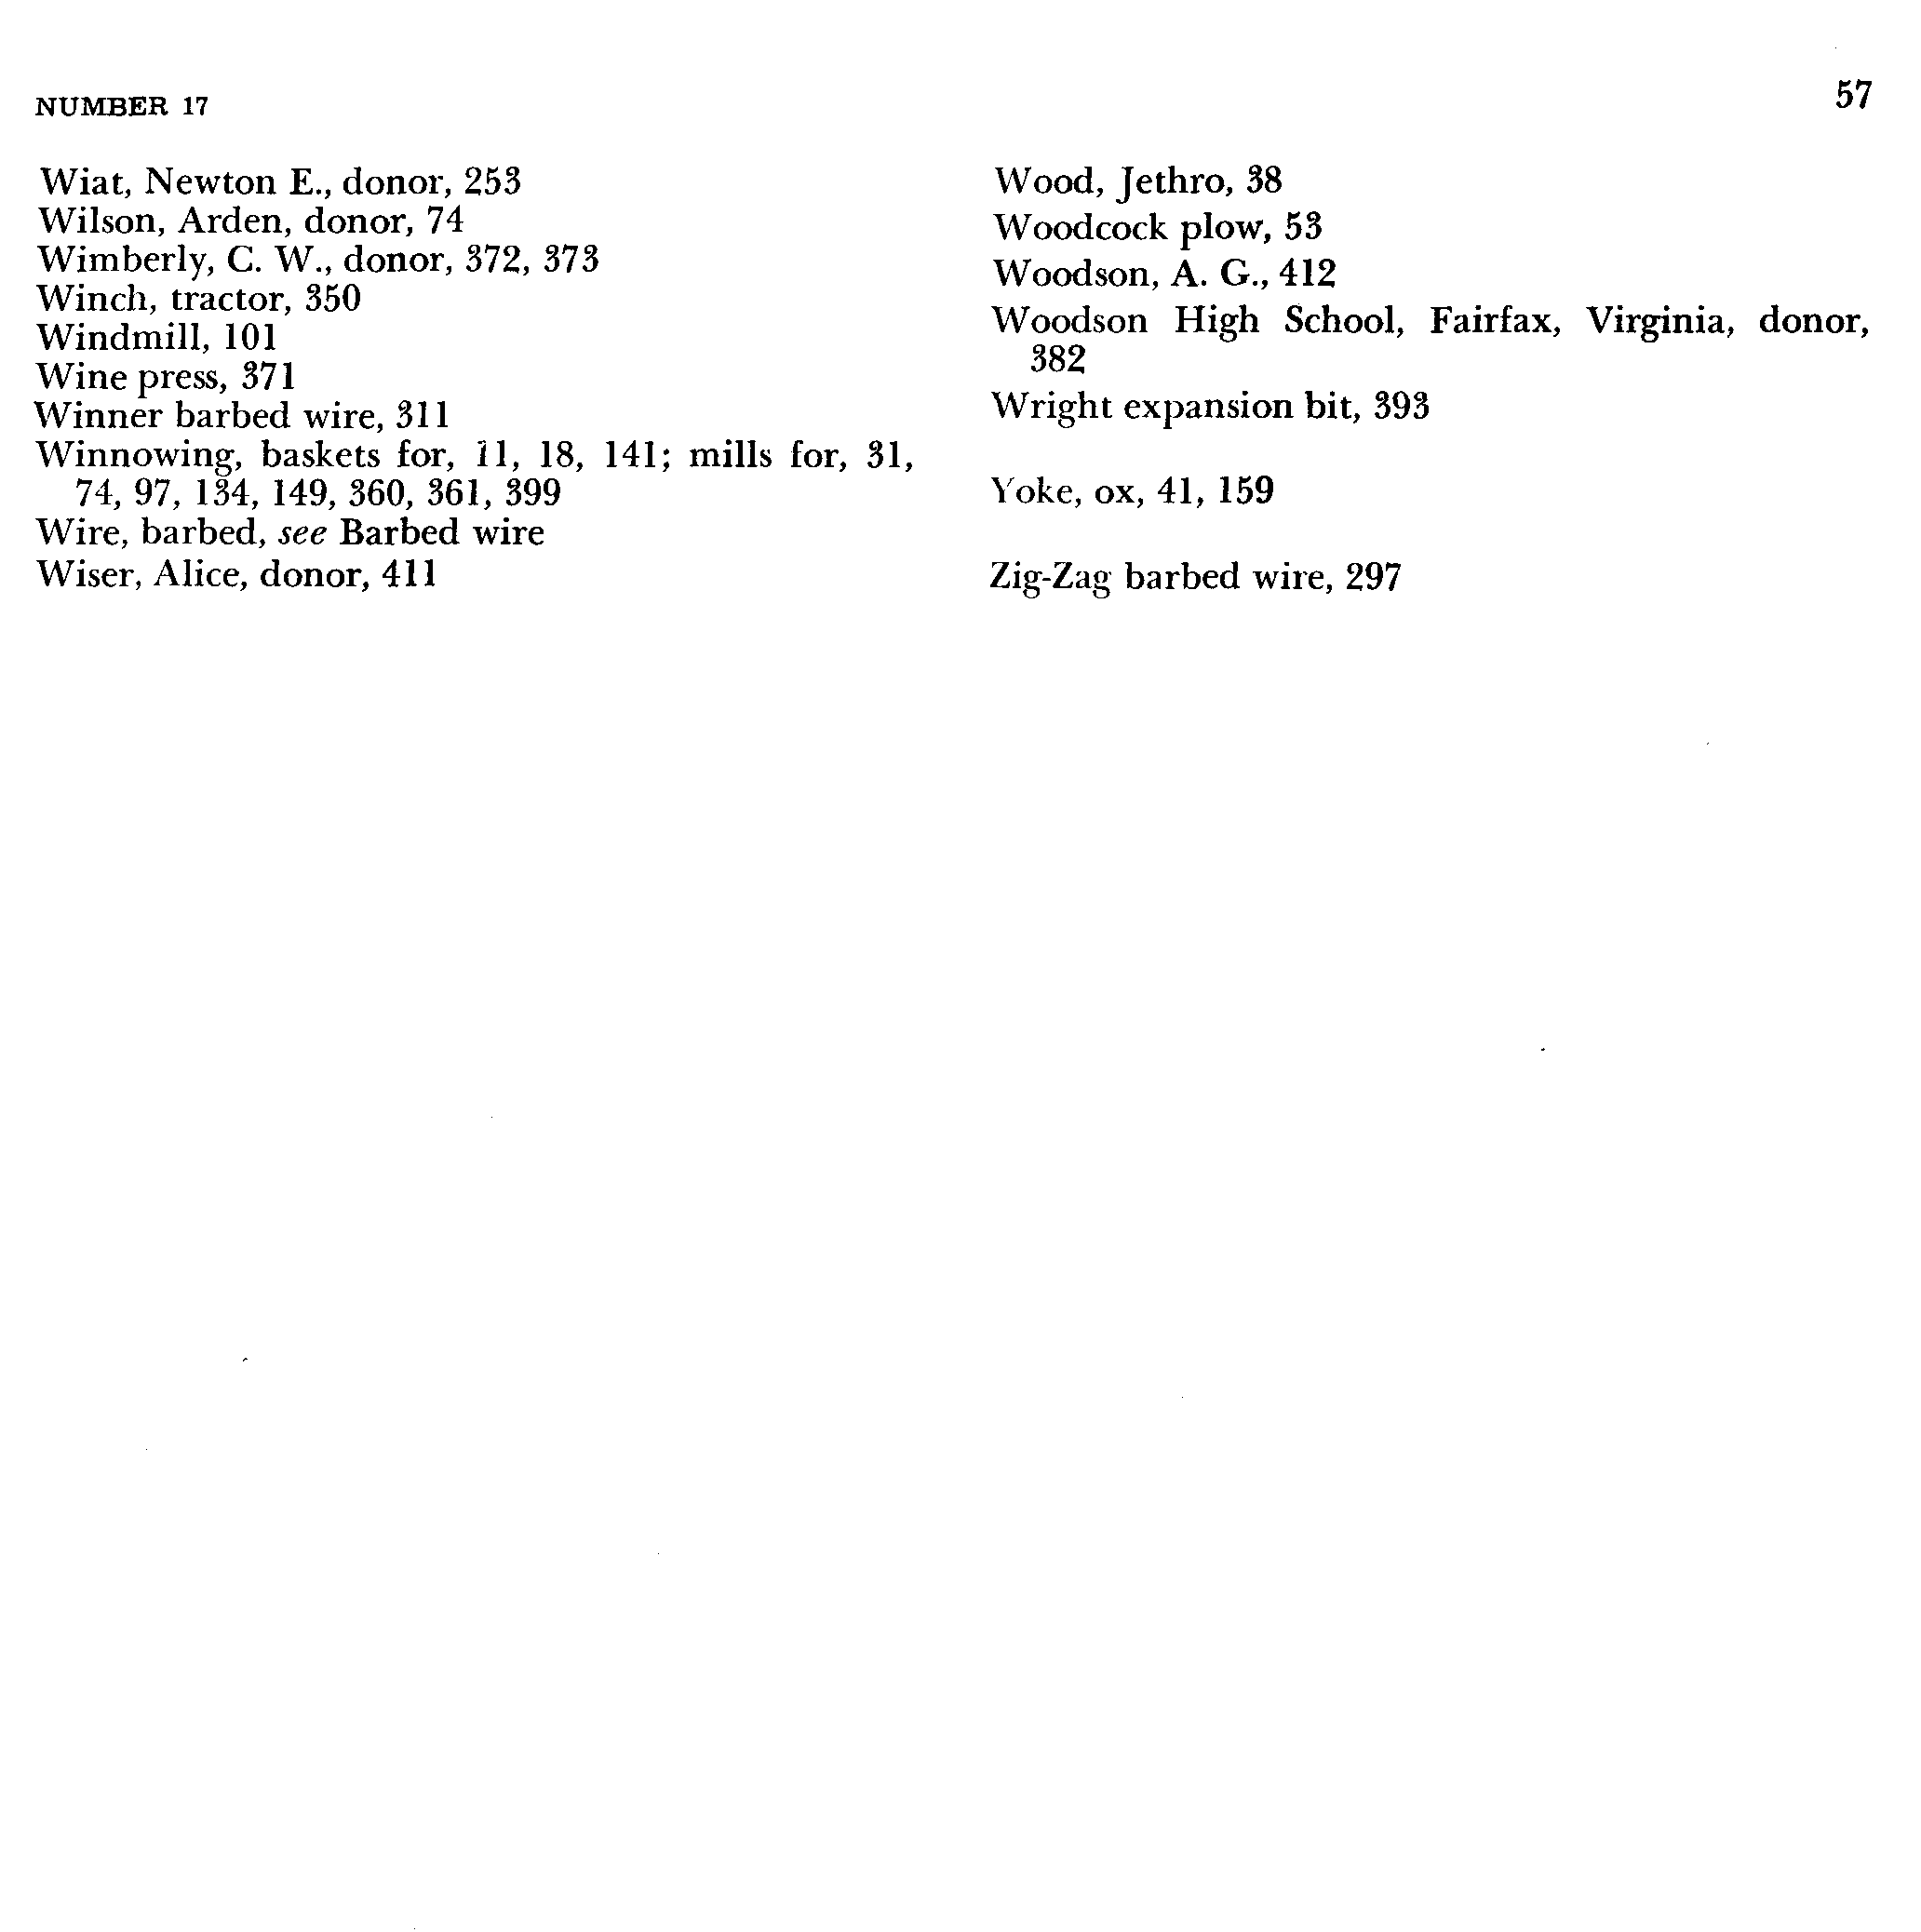 NUMBER 17
57
Wiat, Newton E., donor, 253
Wilson, Arden, donor, 74
Wimberly, C. W., donor, 372, 373
Winch, tractor, 350
Windmill, 101
Wine press, 371
Winner barbed wire, 311
Winnowing, baskets for, 11, 18, 141; mills for, 31,
74, 97, 134, 149, 360, 361, 399
Wire, barbed, see Barbed wire
Wiser, Alice, donor, 411
Wood, Jethro, 38
Woodcock plow, 53
Woodson, A. G., 412
Woodson High School, Fairfax, Virginia, donor,
382
Wright expansion bit, 393
Yoke, ox, 41, 159
Zig-Zag barbed wire, 297